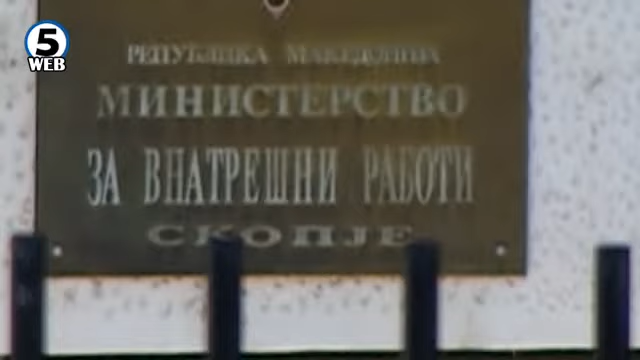 5
WEB
РЕПУБЛИКА МАКЕДОНИЈА
МИНИСТЕРСТВО
ЗА ВНАТРЕШНИ РАБОТИ
СКОПЈЕ